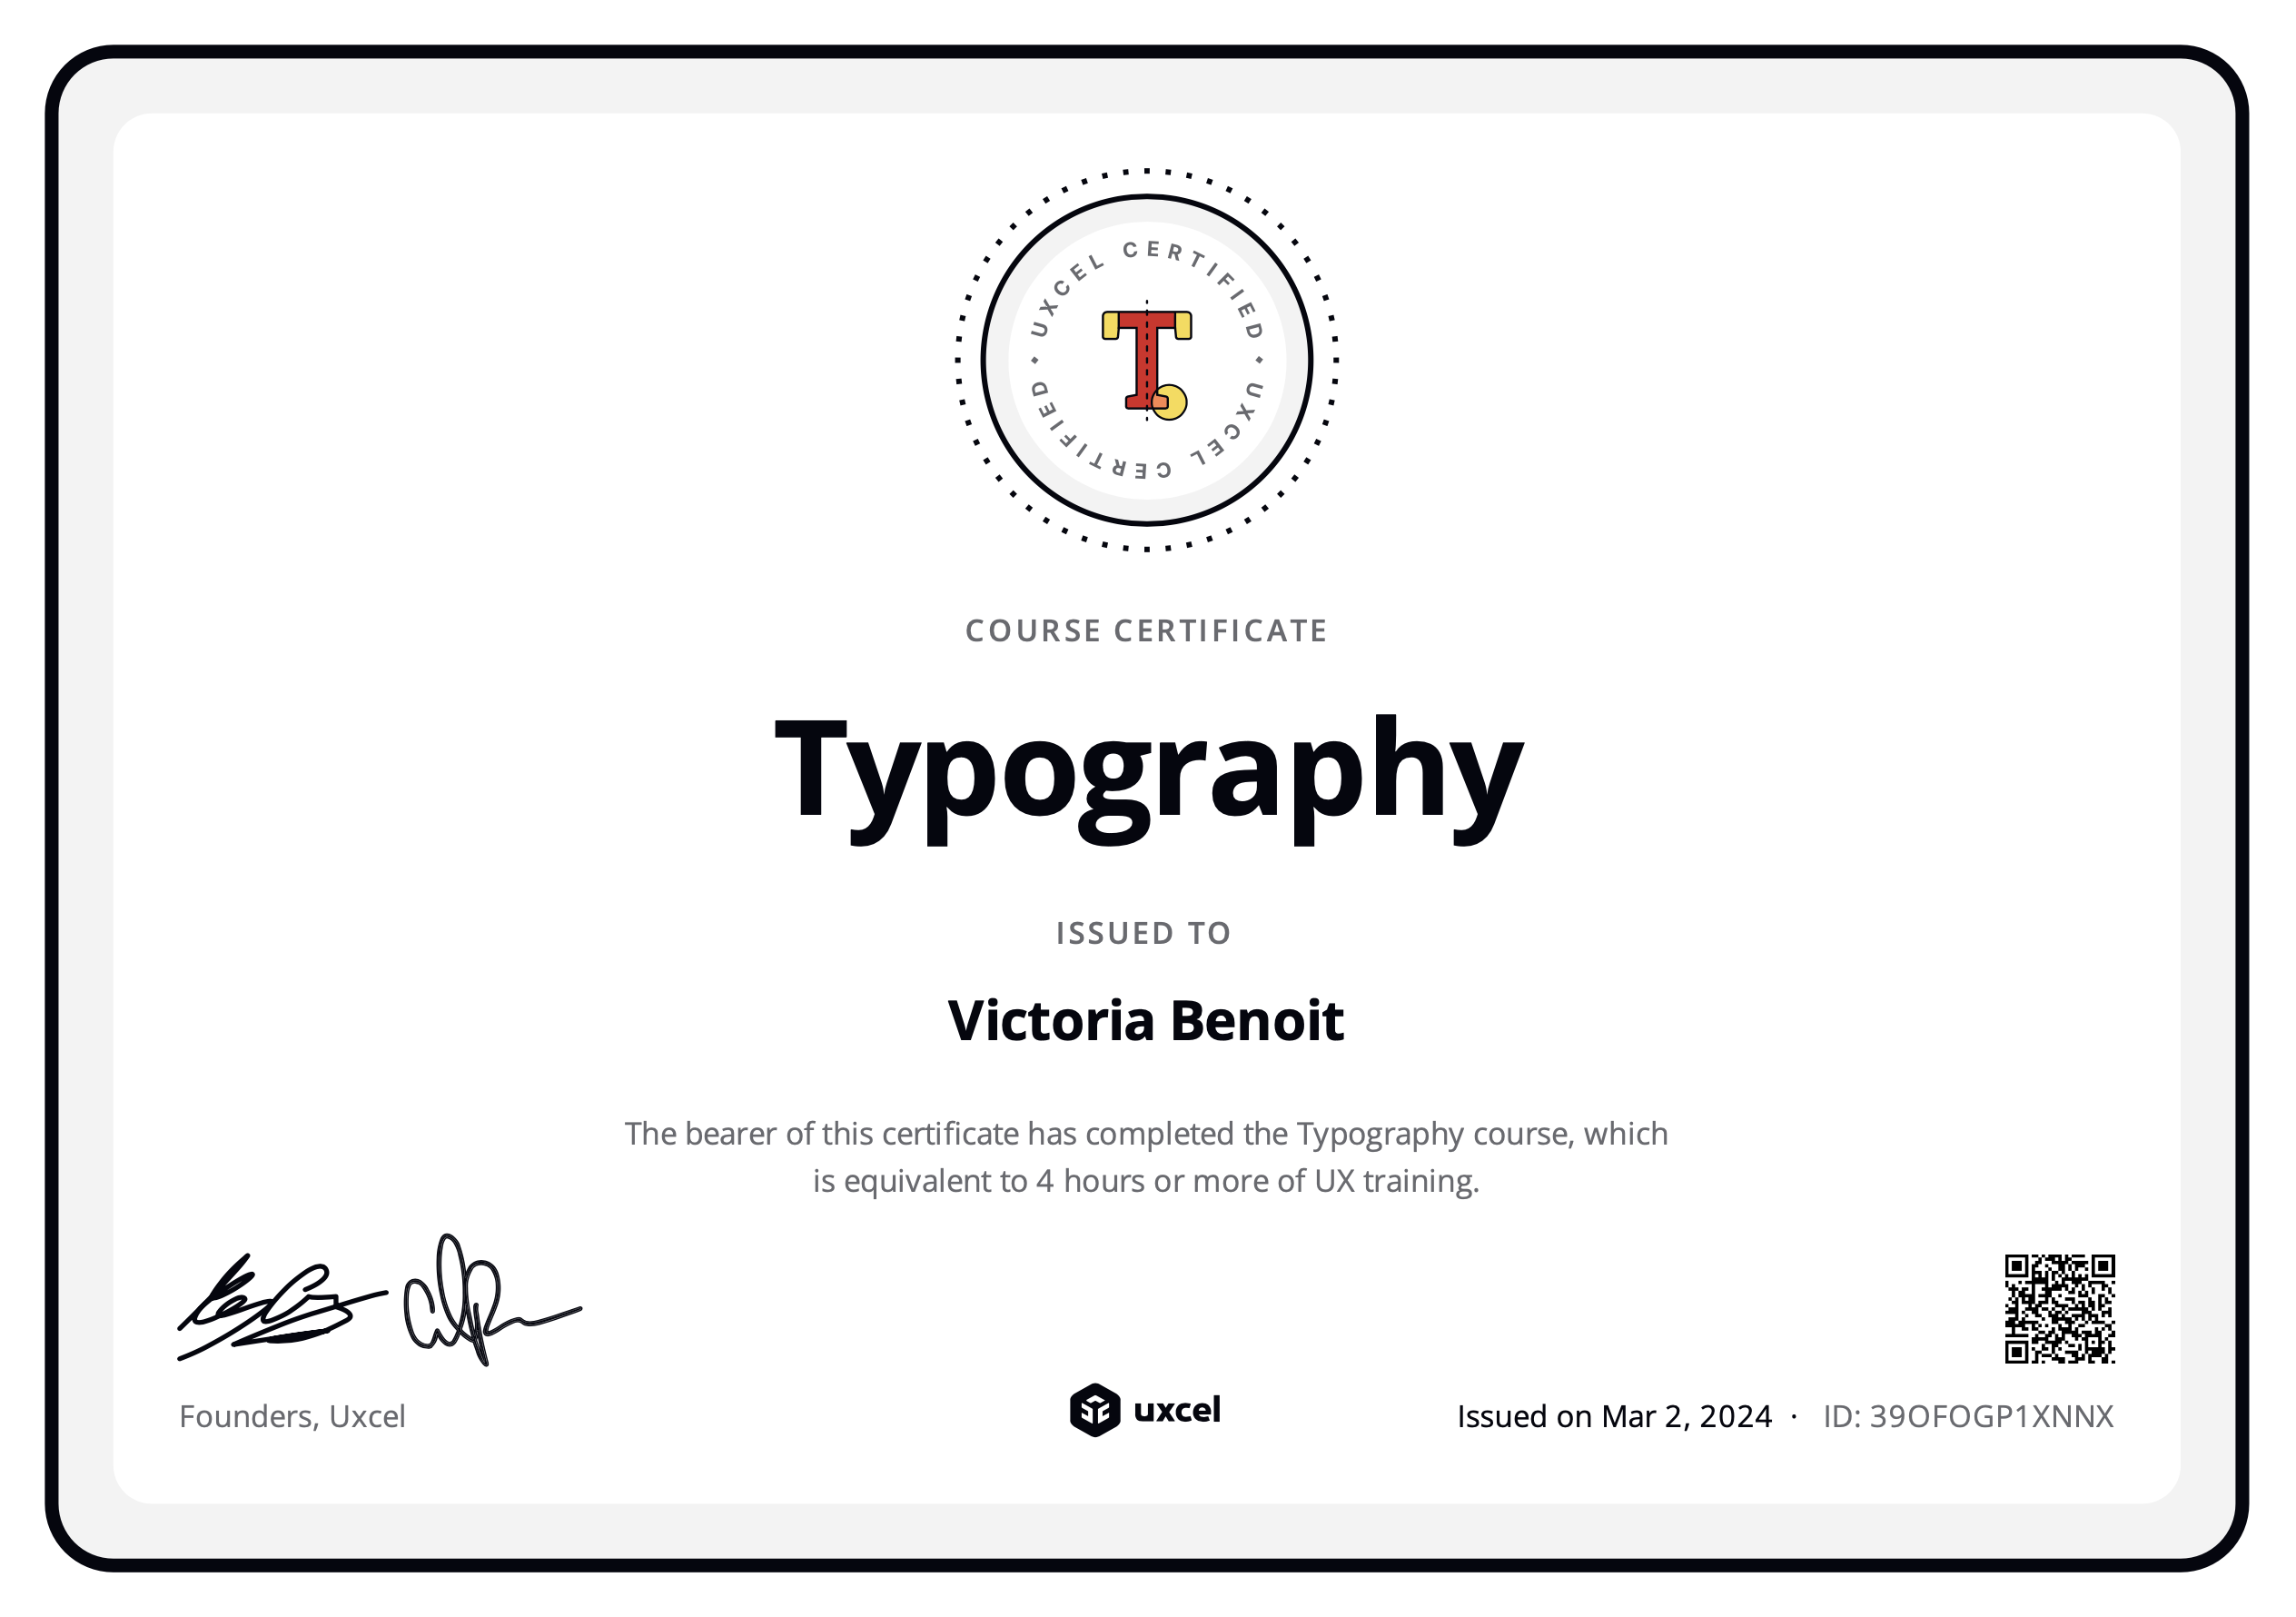 UXCEL CERTIFIED • UXCEL CERTIFIED •
T
COURSE CERTIFICATE
Typography
ISSUED TO
Victoria Benoit
The bearer of this certificate has completed the Typography course, which
is equivalent to 4 hours or more of UX training.
Founders, Uxcel
uxcel
Issued on Mar 2, 2024 · ID: 39OFOGP1XNNX